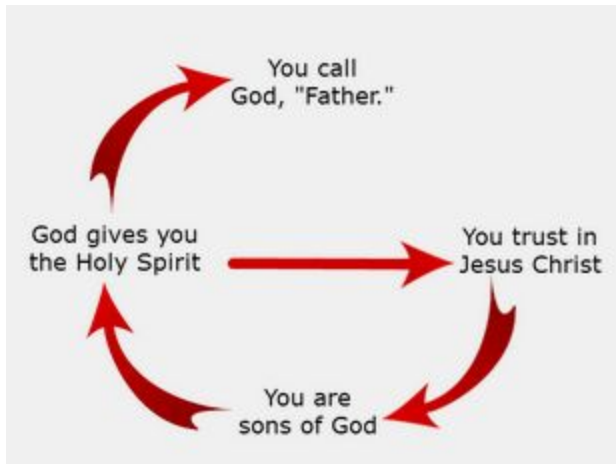 You call
God, "Father."
God gives you
the Holy Spirit
You trust in
Jesus Christ
You are
sons of God